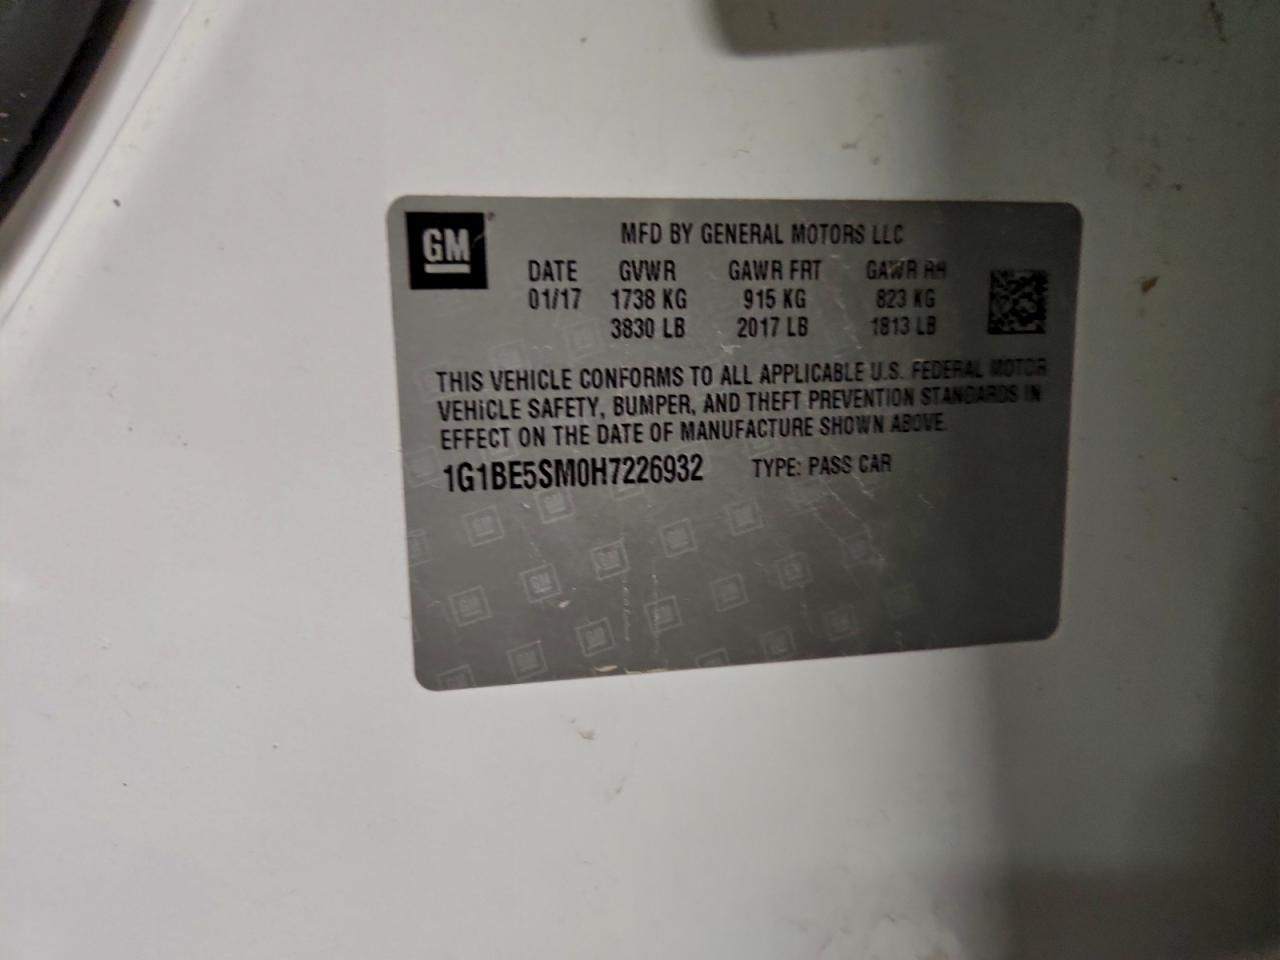 GM
MFD BY GENERAL MOTORS LLC
DATE GVWR GAWR FRT GAWR RR
01/17 1738 KG 915 KG 823 KG
3830 LB 2017 LB 1813 LB
THIS VEHICLE CONFORMS TO ALL APPLICABLE U.S. FEDERAL MOTOR
VEHICLE SAFETY, BUMPER, AND THEFT PREVENTION STANDARDS IN
EFFECT ON THE DATE OF MANUFACTURE SHOWN ABOVE.
1G1BE5SM0H7226932 TYPE: PASS CAR